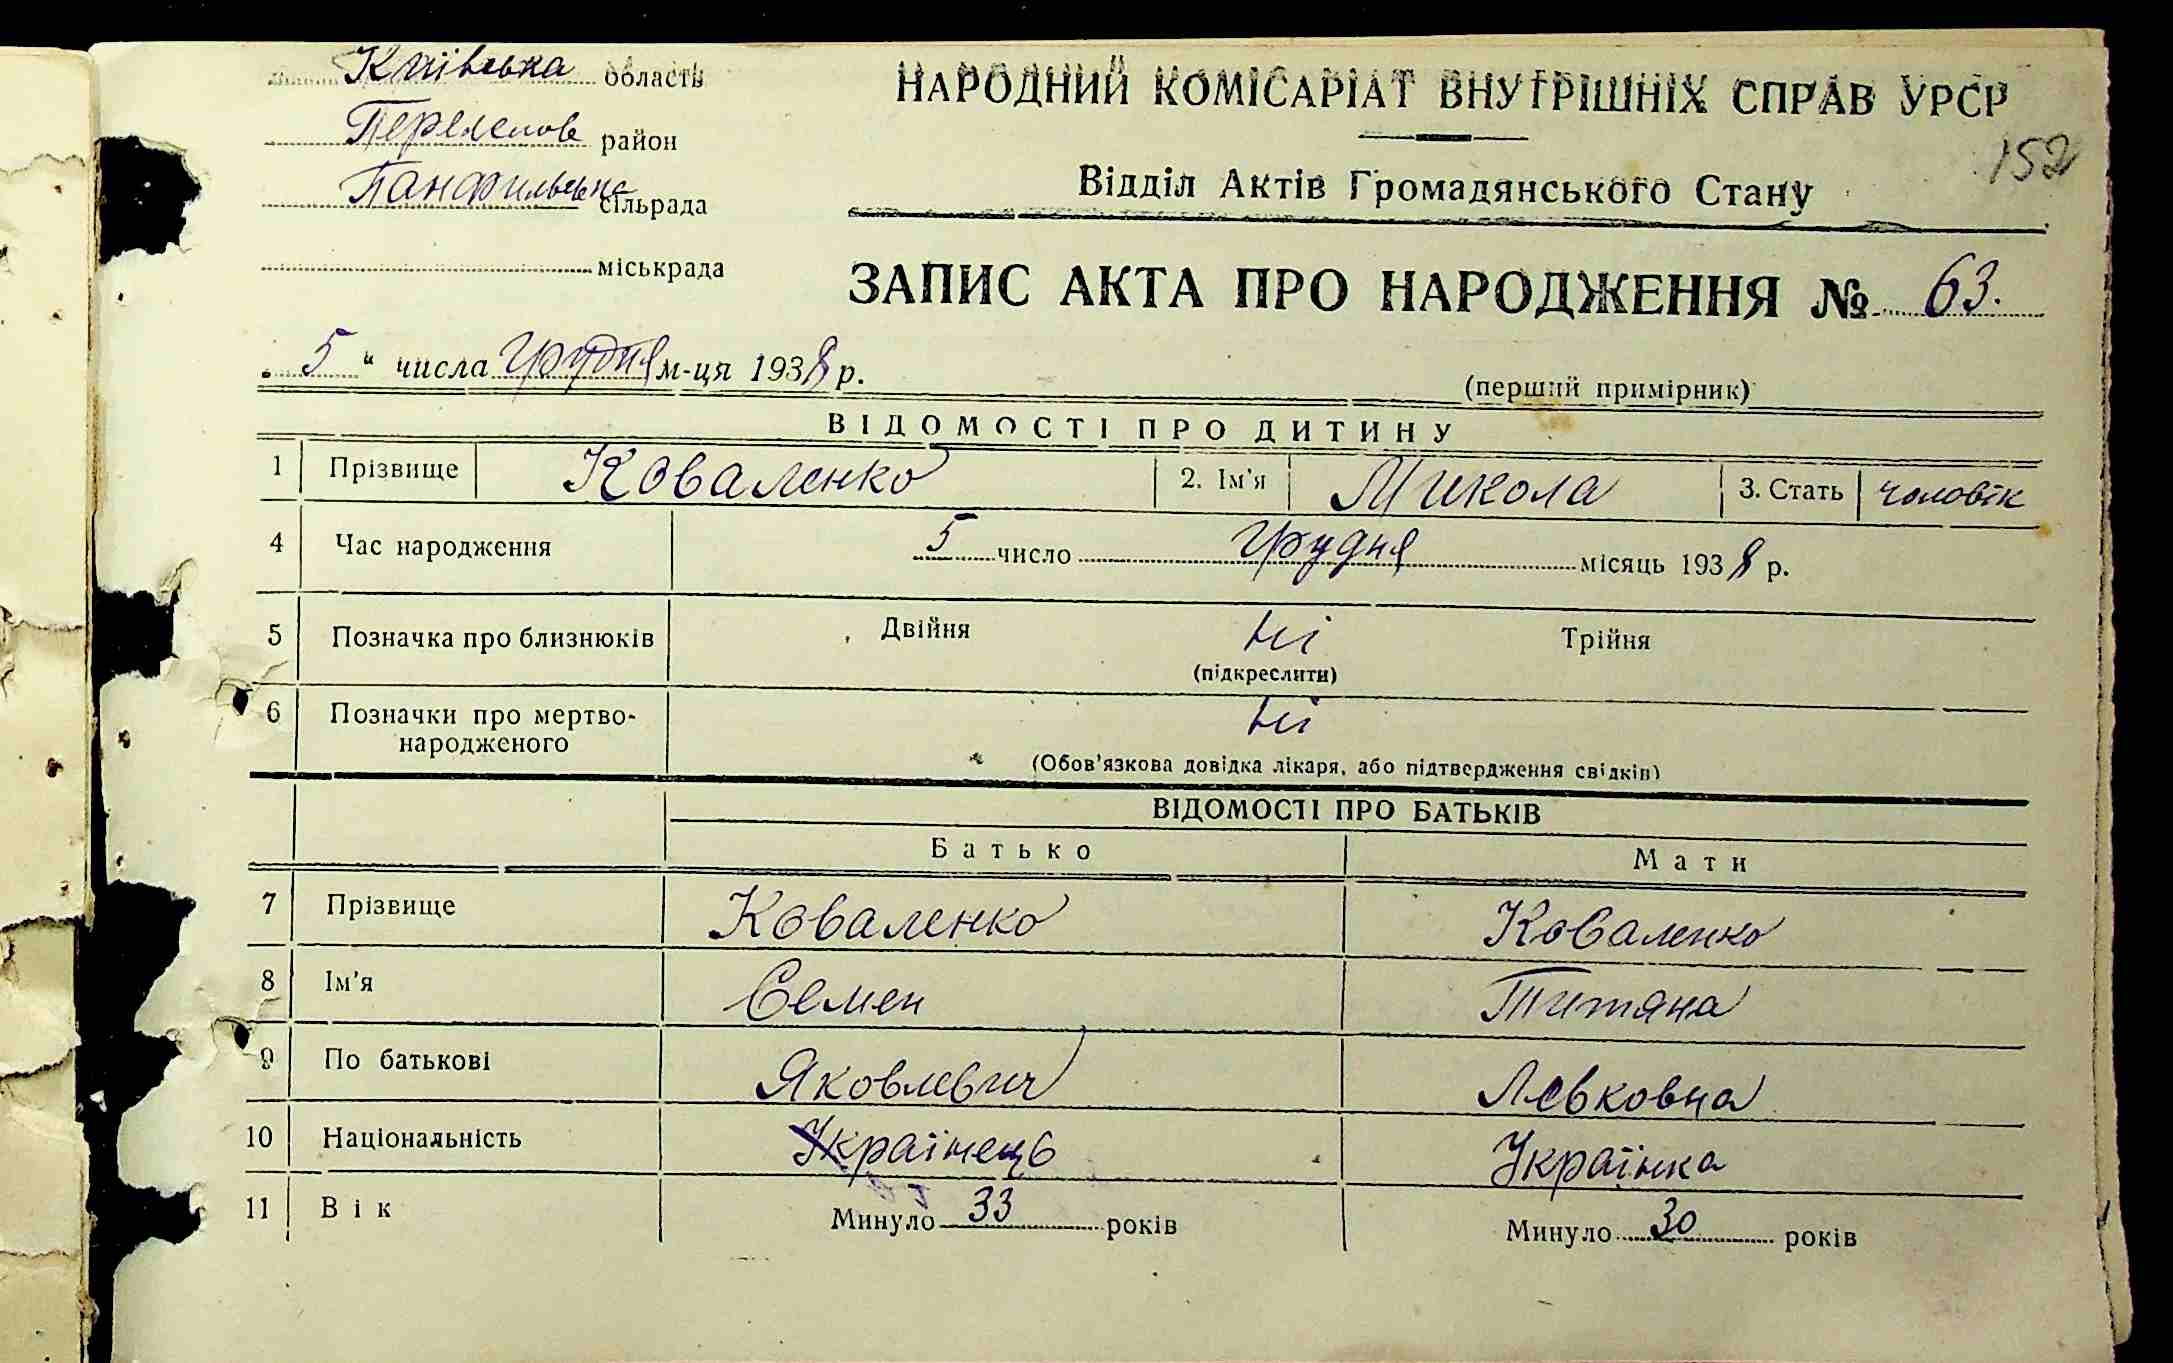 Київська область
НАРОДНИЙ КОМІСАРІАТ ВНУТРІШНІХ СПРАВ УРСР
район
152
Панфильська сільрада
Відділ Актів Громадянського Стану
міськрада
ЗАПИС АКТА ПРО НАРОДЖЕННЯ № 63.
"5" числа Грудня м-ця 1938 р.
(перший примірник)
ВІДОМОСТІ ПРО ДИТИНУ
1 Прізвище Коваленко 2. Ім'я Микола 3. Стать чоловік
4 Час народження 5 число Грудня місяць 1938 р.
5 Позначка про близнюків Двійня ні Трійня
(підкреслити)
6 Позначки про мертво-
народженого ні
(Обов'язкова довідка лікаря, або підтвердження свідків)
ВІДОМОСТІ ПРО БАТЬКІВ
Батько Мати
7 Прізвище Коваленко Коваленко
8 Ім'я Семен Титяна
9 По батькові Яковлевич Левковна
10 Національність Українець Українка
11 Вік Минуло 33 років Минуло 30 років